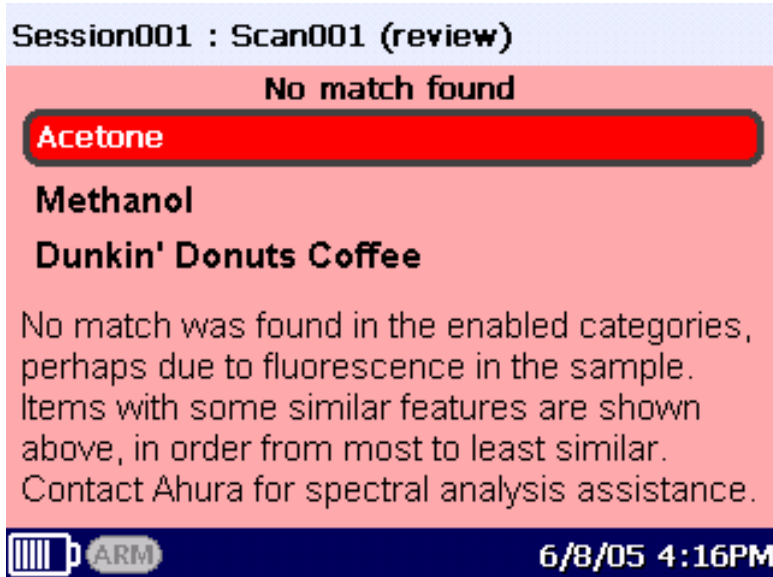 Session001 : Scan001 (review)
No match found
Acetone
Methanol
Dunkin' Donuts Coffee
No match was found in the enabled categories,
perhaps due to fluorescence in the sample.
Items with some similar features are shown
above, in order from most to least similar.
Contact Ahura for spectral analysis assistance.
ARM 6/8/05 4:16PM